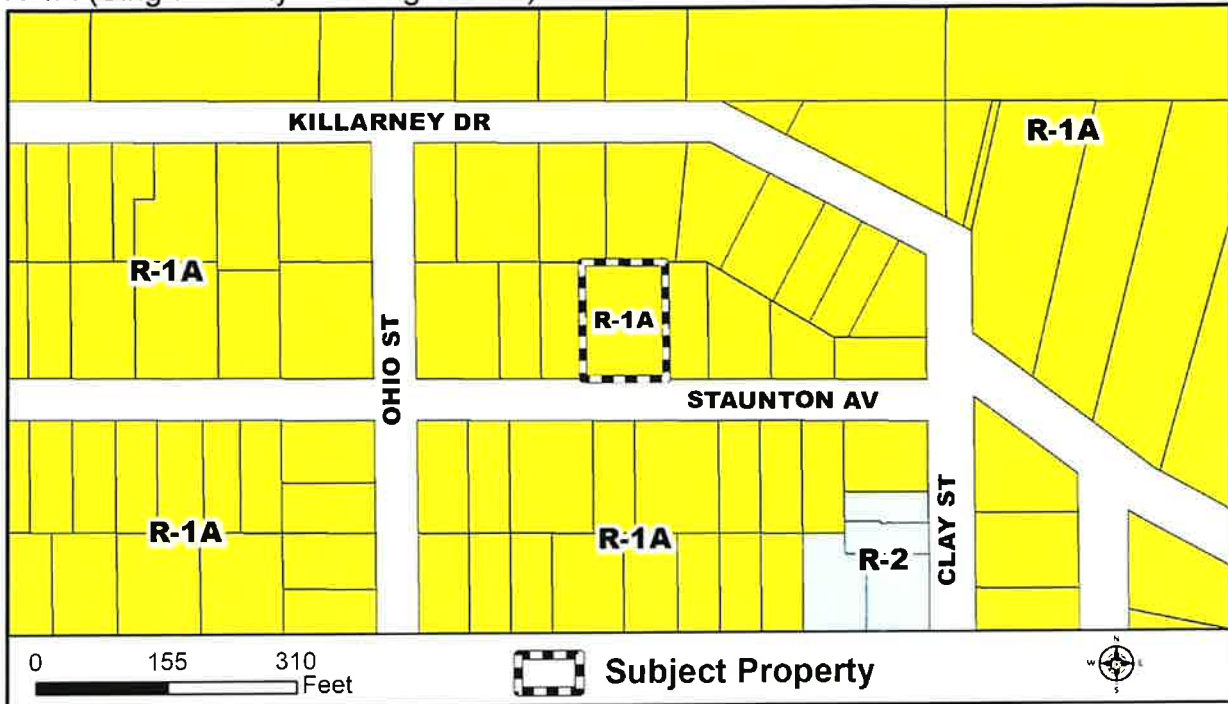 KILLARNEY DR
R-1A
R-1A
R-1A
OHIO ST
STAUNTON AV
R-1A
R-1A
R-2
CLAY ST
0 155 310
Feet
Subject Property
N
W
S